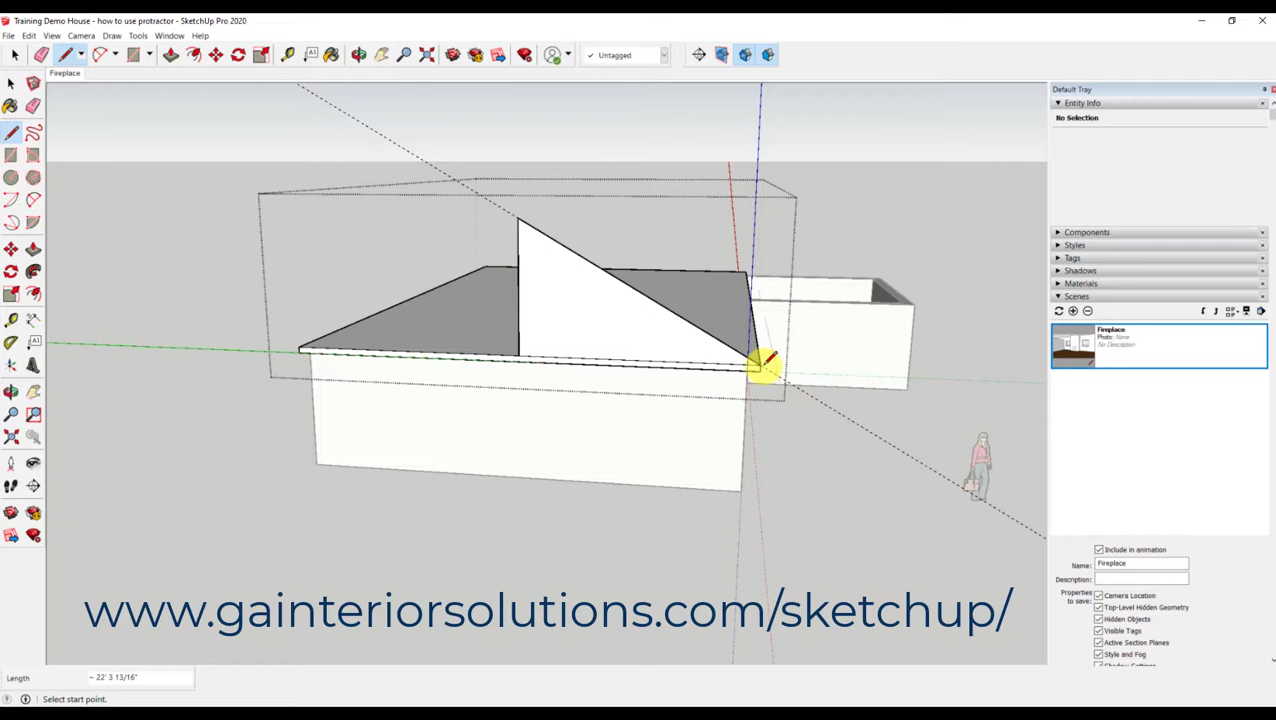 Training Demo House - how to use protractor - SketchUp Pro 2020
File Edit View Camera Draw Tools Window Help
Untagged
Fireplace
Default Tray
Entity Info
No Selection
Components
Styles
Tags
Shadows
Materials
Scenes
Fireplace
Photo: None
No Description
Include in animation
Name: Fireplace
Description:
Properties to save:
Camera Location
Top-Level Hidden Geometry
Hidden Objects
Visible Tags
Active Section Planes
Style and Fog
www.gainteriorsolutions.com/sketchup/
Length ~ 22' 3 13/16"
Select start point.